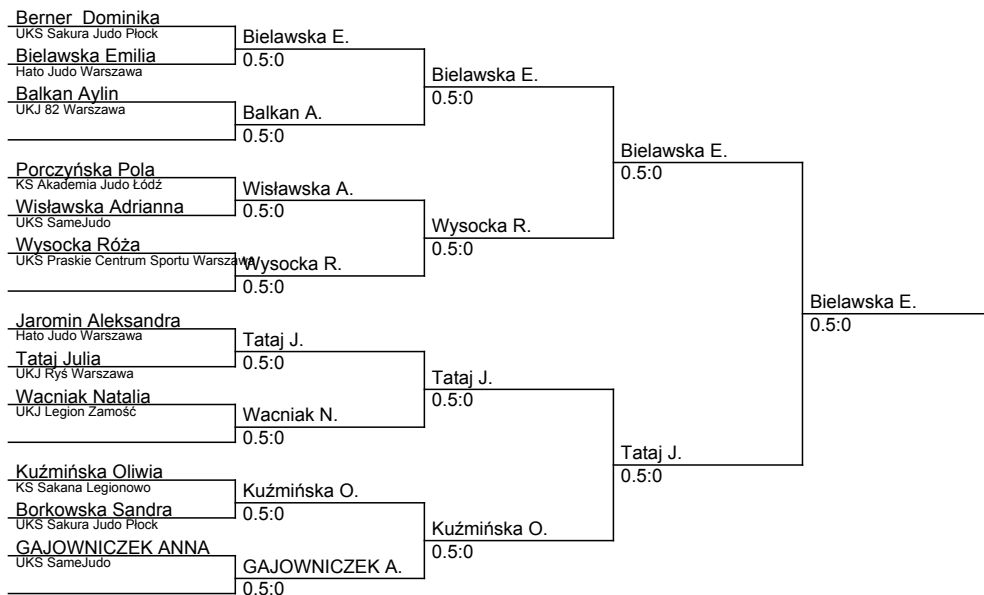 Berner  Dominika
UKS Sakura Judo Płock
Bielawska Emilia
Hato Judo Warszawa
Balkan Aylin
UKJ 82 Warszawa
Porczyńska Pola
KS Akademia Judo Łódź
Wisławska Adrianna
UKS SameJudo
Wysocka Róża
UKS Praskie Centrum Sportu Warszawa
Jaromin Aleksandra
Hato Judo Warszawa
Tataj Julia
UKJ Ryś Warszawa
Wacniak Natalia
UKJ Legion Zamość
Kuźmińska Oliwia
KS Sakana Legionowo
Borkowska Sandra
UKS Sakura Judo Płock
GAJOWNICZEK ANNA
UKS SameJudo
Bielawska E.
0.5:0
Balkan A.
0.5:0
Wisławska A.
0.5:0
Wysocka R.
0.5:0
Tataj J.
0.5:0
Wacniak N.
0.5:0
Kuźmińska O.
0.5:0
GAJOWNICZEK A.
0.5:0
Bielawska E.
0.5:0
Wysocka R.
0.5:0
Tataj J.
0.5:0
Kuźmińska O.
0.5:0
Bielawska E.
0.5:0
Tataj J.
0.5:0
Bielawska E.
0.5:0